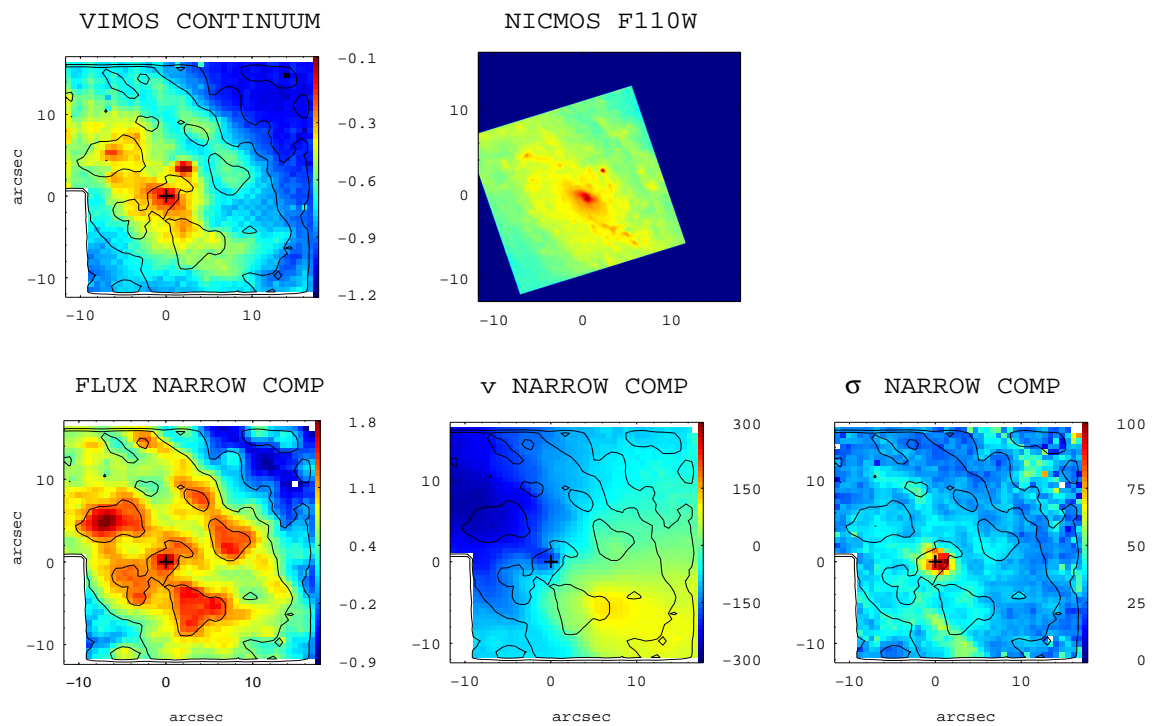 VIMOS CONTINUUM
NICMOS F110W
-0.1
-0.3
-0.6
-0.9
-1.2
10
0
-10
arcsec
-10 0 10
10
0
-10
-10 0 10
FLUX NARROW COMP
v NARROW COMP
σ NARROW COMP
1.8
1.1
0.4
-0.2
-0.9
10
0
-10
arcsec
-10 0 10
arcsec
300
150
0
-150
-300
10
0
-10
-10 0 10
arcsec
100
75
50
25
0
10
0
-10
-10 0 10
arcsec